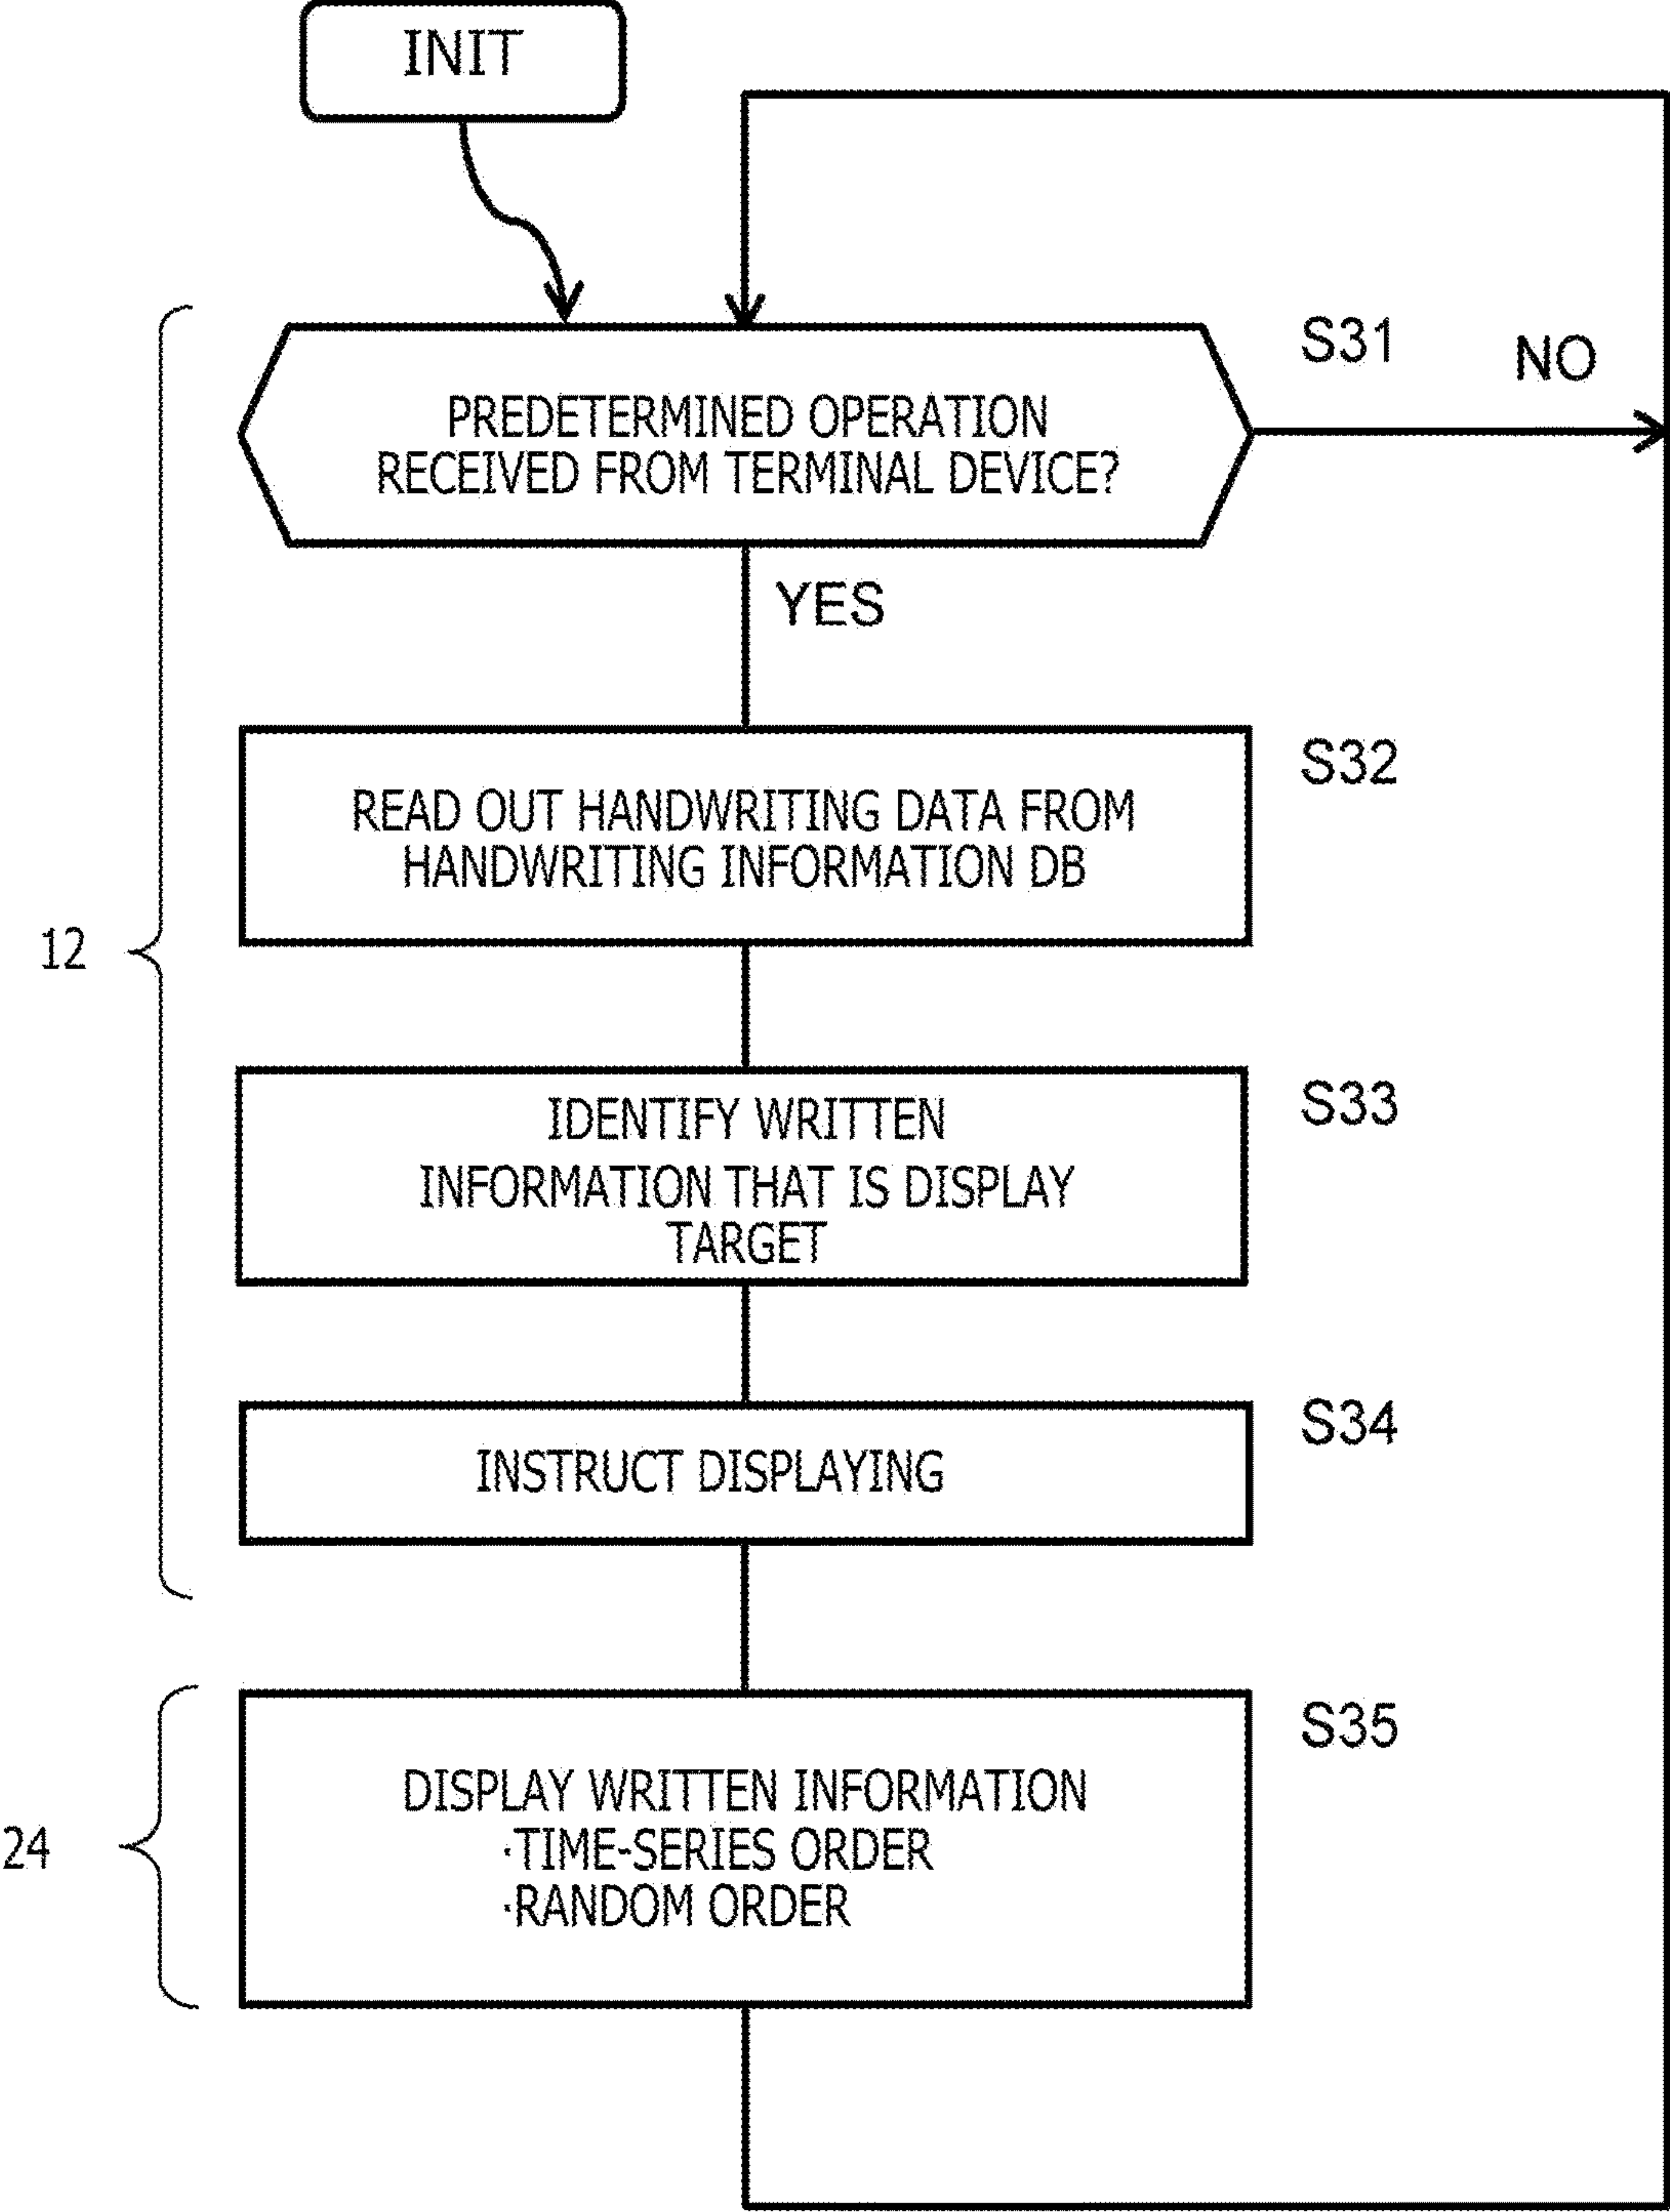 INIT
S31
NO
PREDETERMINED OPERATION
RECEIVED FROM TERMINAL DEVICE?
YES
S32
READ OUT HANDWRITING DATA FROM
HANDWRITING INFORMATION DB
12
S33
IDENTIFY WRITTEN
INFORMATION THAT IS DISPLAY
TARGET
S34
INSTRUCT DISPLAYING
S35
DISPLAY WRITTEN INFORMATION
·TIME-SERIES ORDER
·RANDOM ORDER
24